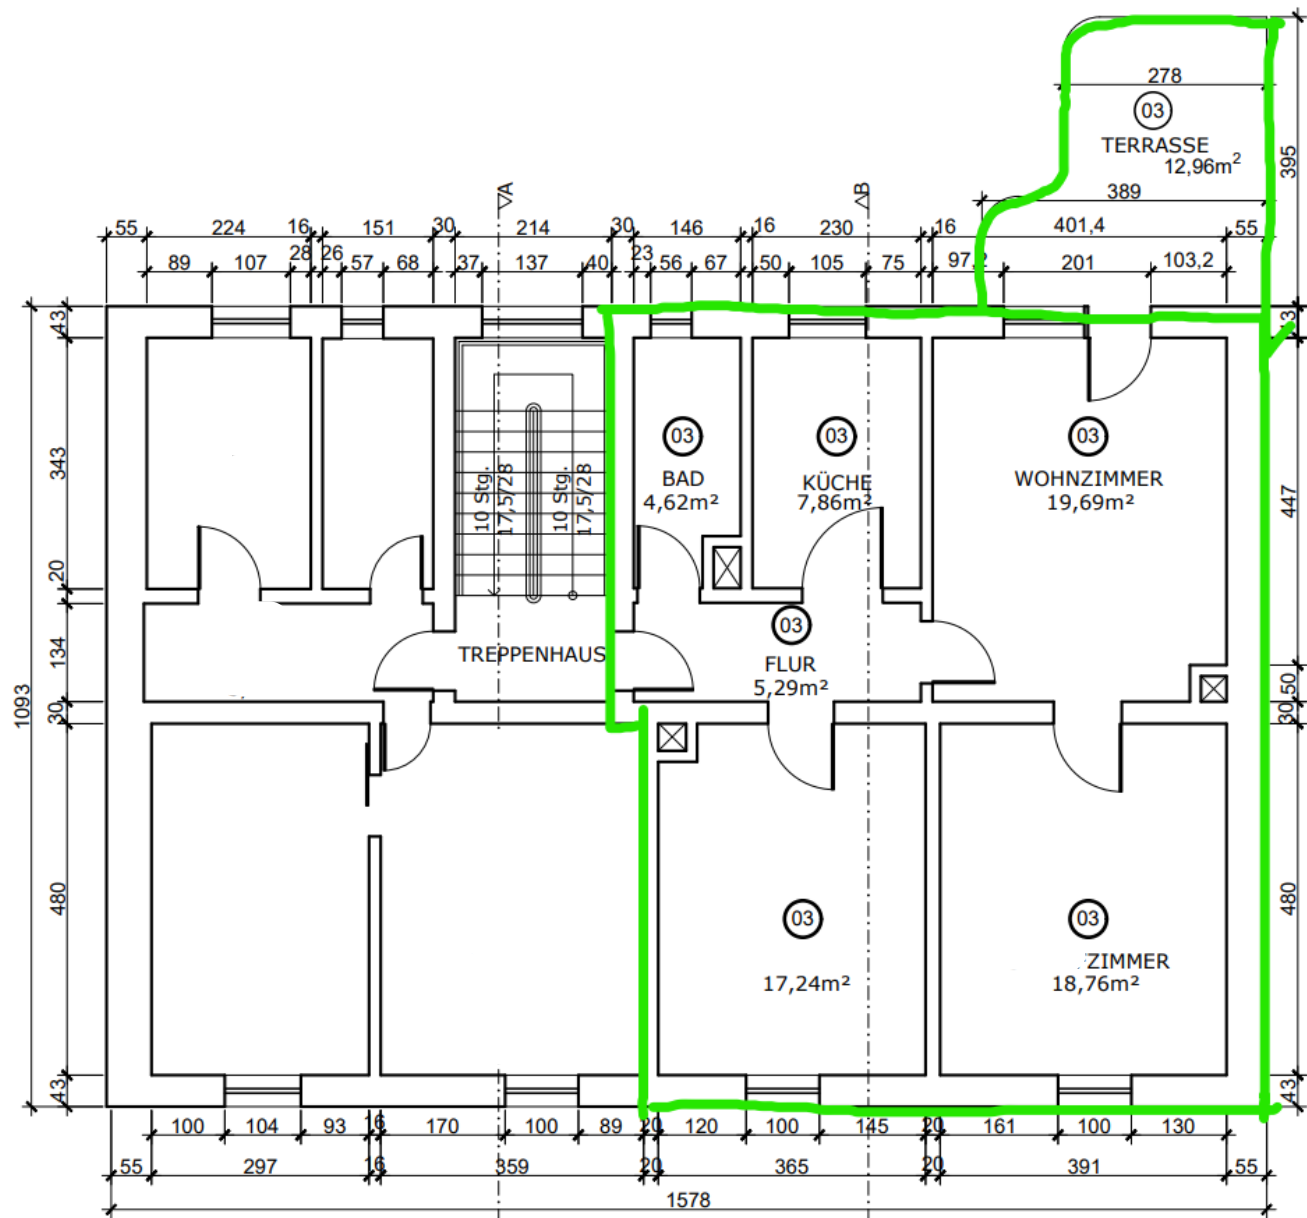 278
03
TERRASSE
12,96m²
395
389
A
B
55 224 16 151 30 214 30 146 16 230 16 401,4 55
28 26 23
89 107 57 68 37 137 40 56 67 50 105 75 97,2 201 103,2
43
43
343
447
03 03 03
BAD KÜCHE WOHNZIMMER
4,62m² 7,86m² 19,69m²
10 Stg.
17,5/28
10 Stg.
17,5/28
20
134
03
TREPPENHAUS
FLUR
5,29m²
50
30
30
1093
480
480
03 03
ZIMMER
17,24m² 18,76m²
43
43
100 104 93 16 170 100 89 20 120 100 145 20 161 100 130
55 297 16 359 20 365 20 391 55
1578